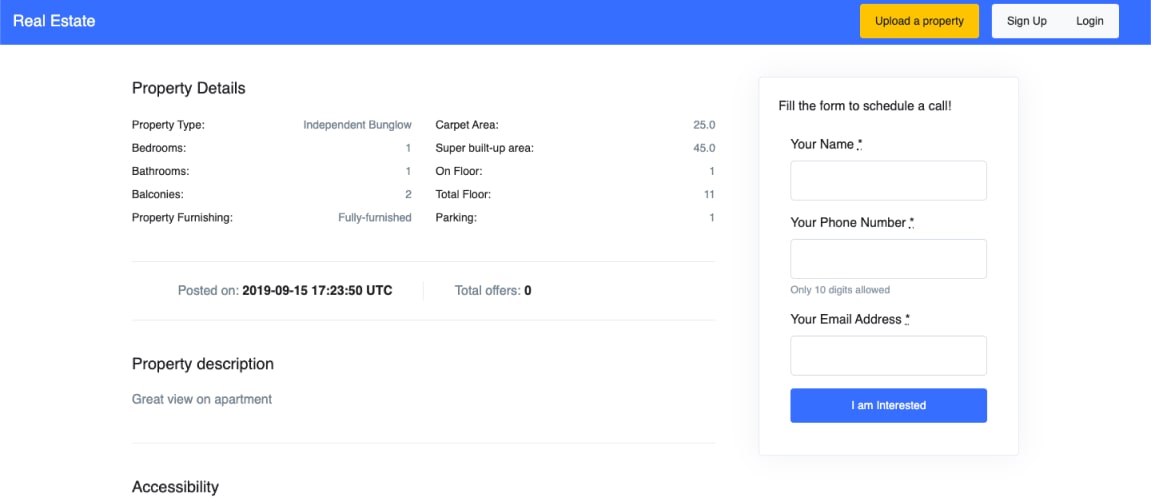 Real Estate
Upload a property
Sign Up
Login
Property Details
Property Type: Independent Bunglow
Carpet Area: 25.0
Bedrooms: 1
Super built-up area: 45.0
Bathrooms: 1
On Floor: 1
Balconies: 2
Total Floor: 11
Property Furnishing: Fully-furnished
Parking: 1
Posted on: 2019-09-15 17:23:50 UTC
Total offers: 0
Property description
Great view on apartment
Accessibility
Fill the form to schedule a call!
Your Name *
Your Phone Number *
Only 10 digits allowed
Your Email Address *
I am Interested